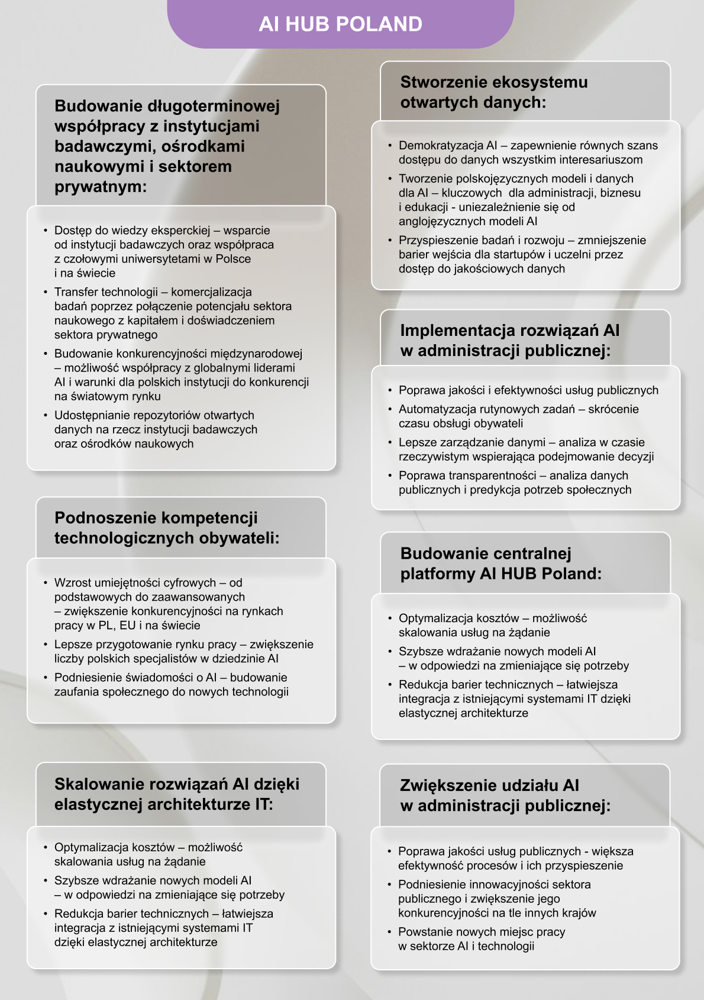 AI HUB POLAND
Budowanie długoterminowej
współpracy z instytucjami
badawczymi, ośrodkami
naukowymi i sektorem
prywatnym:
• Dostęp do wiedzy eksperckiej – wsparcie
od instytucji badawczych oraz współpraca
z czołowymi uniwersytetami w Polsce
i na świecie
• Transfer technologii – komercjalizacja
badań poprzez połączenie potencjału sektora
naukowego z kapitałem i doświadczeniem
sektora prywatnego
• Budowanie konkurencyjności międzynarodowej
– możliwość współpracy z globalnymi liderami
AI i warunki dla polskich instytucji do konkurencji
na światowym rynku
• Udostępnianie repozytoriów otwartych
danych na rzecz instytucji badawczych
oraz ośrodków naukowych
Podnoszenie kompetencji
technologicznych obywateli:
• Wzrost umiejętności cyfrowych – od
podstawowych do zaawansowanych
– zwiększenie konkurencyjności na rynkach
pracy w PL, EU i na świecie
• Lepsze przygotowanie rynku pracy – zwiększenie
liczby polskich specjalistów w dziedzinie AI
• Podniesienie świadomości o AI – budowanie
zaufania społecznego do nowych technologii
Skalowanie rozwiązań AI dzięki
elastycznej architekturze IT:
• Optymalizacja kosztów – możliwość
skalowania usług na żądanie
• Szybsze wdrażanie nowych modeli AI
– w odpowiedzi na zmieniające się potrzeby
• Redukcja barier technicznych – łatwiejsza
integracja z istniejącymi systemami IT
dzięki elastycznej architekturze
Stworzenie ekosystemu
otwartych danych:
• Demokratyzacja AI – zapewnienie równych szans
dostępu do danych wszystkim interesariuszom
• Tworzenie polskojęzycznych modeli i danych
dla AI – kluczowych  dla administracji, biznesu
i edukacji - uniezależnienie się od
anglojęzycznych modeli AI
• Przyspieszenie badań i rozwoju – zmniejszenie
barier wejścia dla startupów i uczelni przez
dostęp do jakościowych danych
Implementacja rozwiązań AI
w administracji publicznej:
• Poprawa jakości i efektywności usług publicznych
• Automatyzacja rutynowych zadań – skrócenie
czasu obsługi obywateli
• Lepsze zarządzanie danymi – analiza w czasie
rzeczywistym wspierająca podejmowanie decyzji
• Poprawa transparentności – analiza danych
publicznych i predykcja potrzeb społecznych
Budowanie centralnej
platformy AI HUB Poland:
• Optymalizacja kosztów – możliwość
skalowania usług na żądanie
• Szybsze wdrażanie nowych modeli AI
– w odpowiedzi na zmieniające się potrzeby
• Redukcja barier technicznych – łatwiejsza
integracja z istniejącymi systemami IT dzięki
elastycznej architekturze
Zwiększenie udziału AI
w administracji publicznej:
• Poprawa jakości usług publicznych - większa
efektywność procesów i ich przyspieszenie
• Podniesienie innowacyjności sektora
publicznego i zwiększenie jego
konkurencyjności na tle innych krajów
• Powstanie nowych miejsc pracy
w sektorze AI i technologii